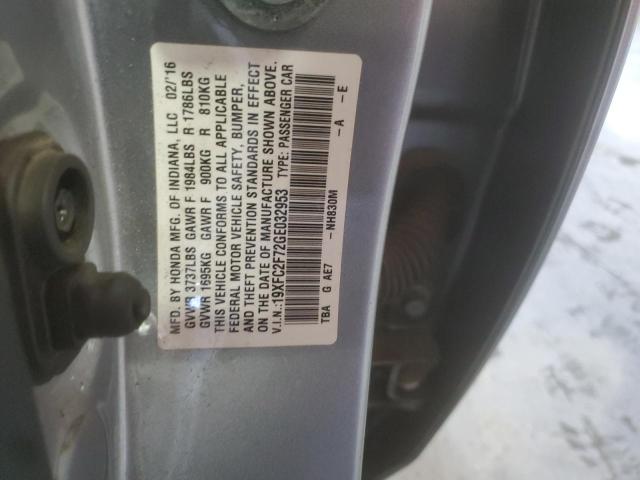 MFD. BY HONDA MFG. OF INDIANA, LLC 02/'16
GVWR 3737LBS GAWR F 1984LBS R 1786LBS
GVWR 1695KG GAWR F 900KG R 810KG
THIS VEHICLE CONFORMS TO ALL APPLICABLE
FEDERAL MOTOR VEHICLE SAFETY, BUMPER,
AND THEFT PREVENTION STANDARDS IN EFFECT
ON THE DATE OF MANUFACTURE SHOWN ABOVE.
V.I.N.:19XFC2F72GE032953 TYPE: PASSENGER CAR
TBA G AE7 -NH830M -A -E